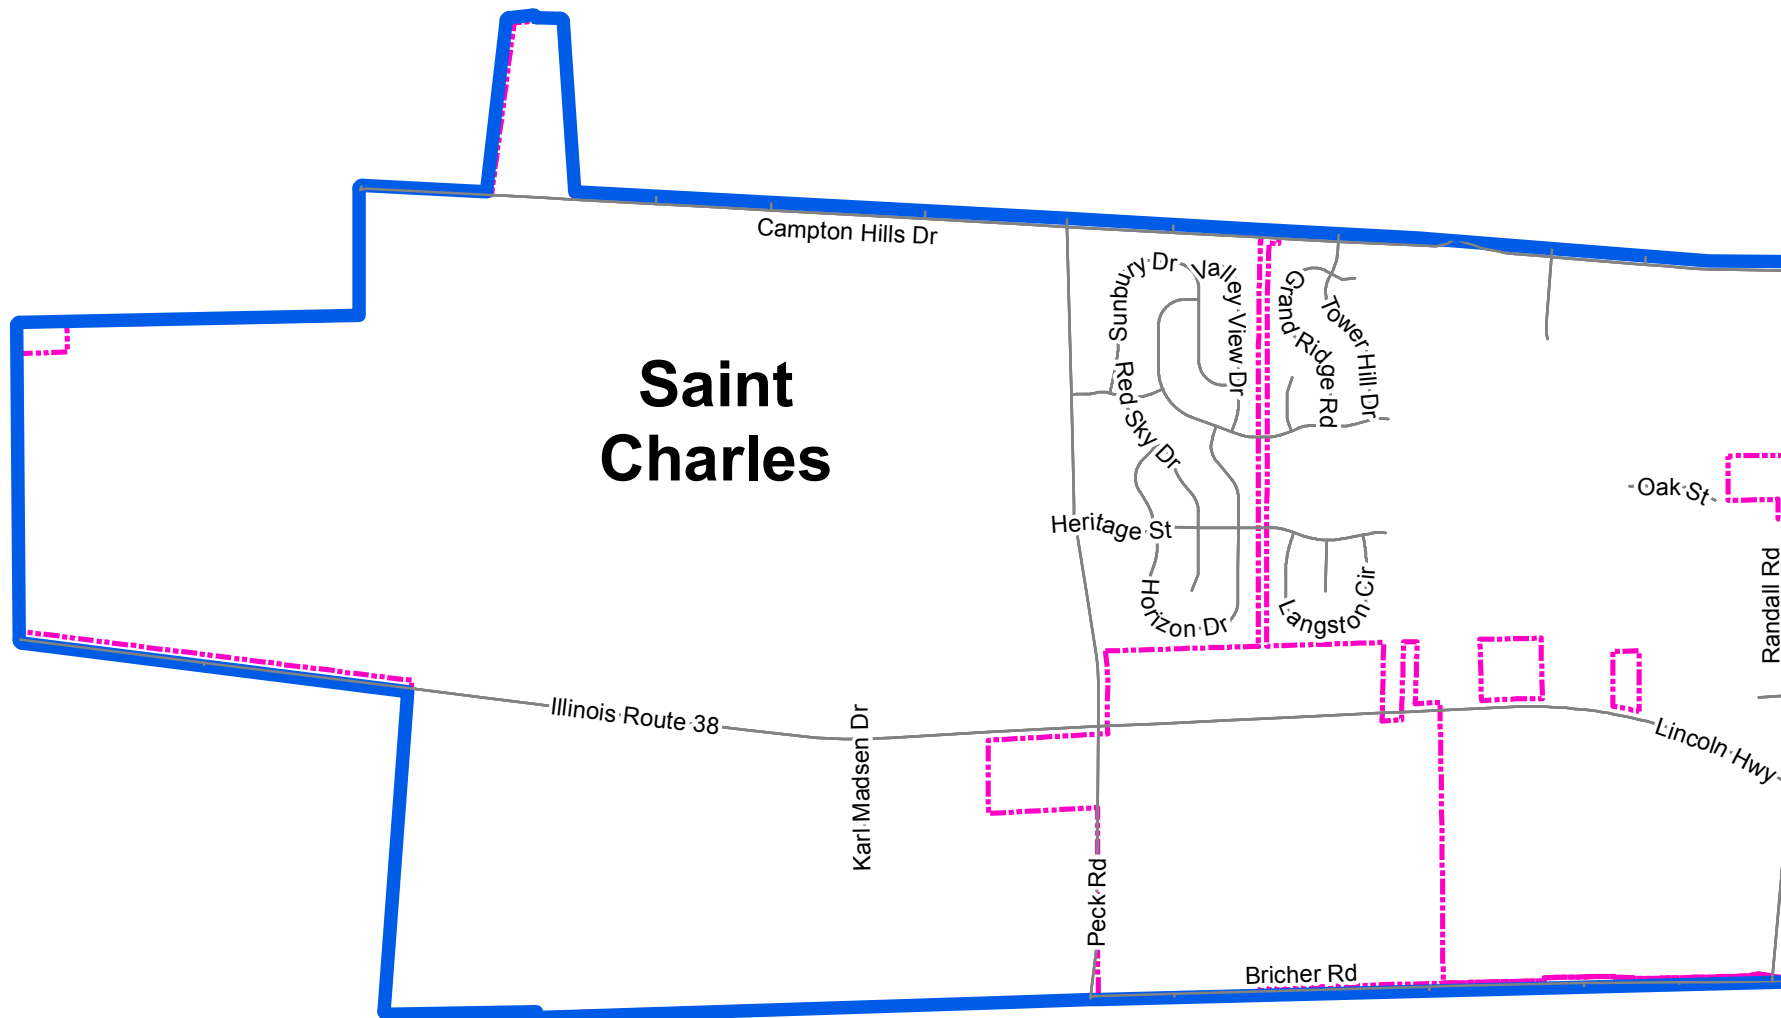 Campton Hills Dr
Sunbury Dr
Valley View Dr
Grand Ridge Rd
Tower Hill Dr
Saint
Charles
Red Sky Dr
Oak St
Heritage St
Horizon Dr
Langston Cir
Randall Rd
Illinois Route 38
Karl Madsen Dr
Lincoln Hwy
Peck Rd
Bricher Rd